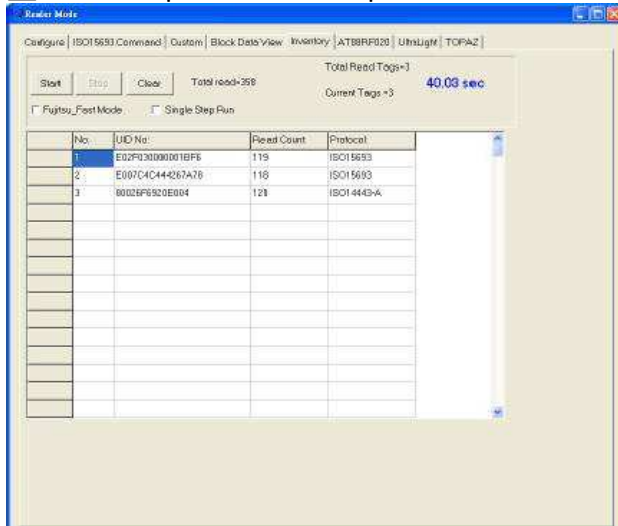 Reader Mode
Configure ISO15693 Command Custom Block Data View Inventory AT88RF020 UltraLight TOPAZ
Total Read Tags=3
Start Stop Clear Total read=358 40.03 sec
Current Tags =3
Fujitsu_Fast Mode Single Step Run
No. UID No: Read Count Protocol
1 E02F030000001BF6 119 ISO15693
2 E007C4C444267A78 118 ISO15693
3 80026F6920E004 121 ISO14443-A